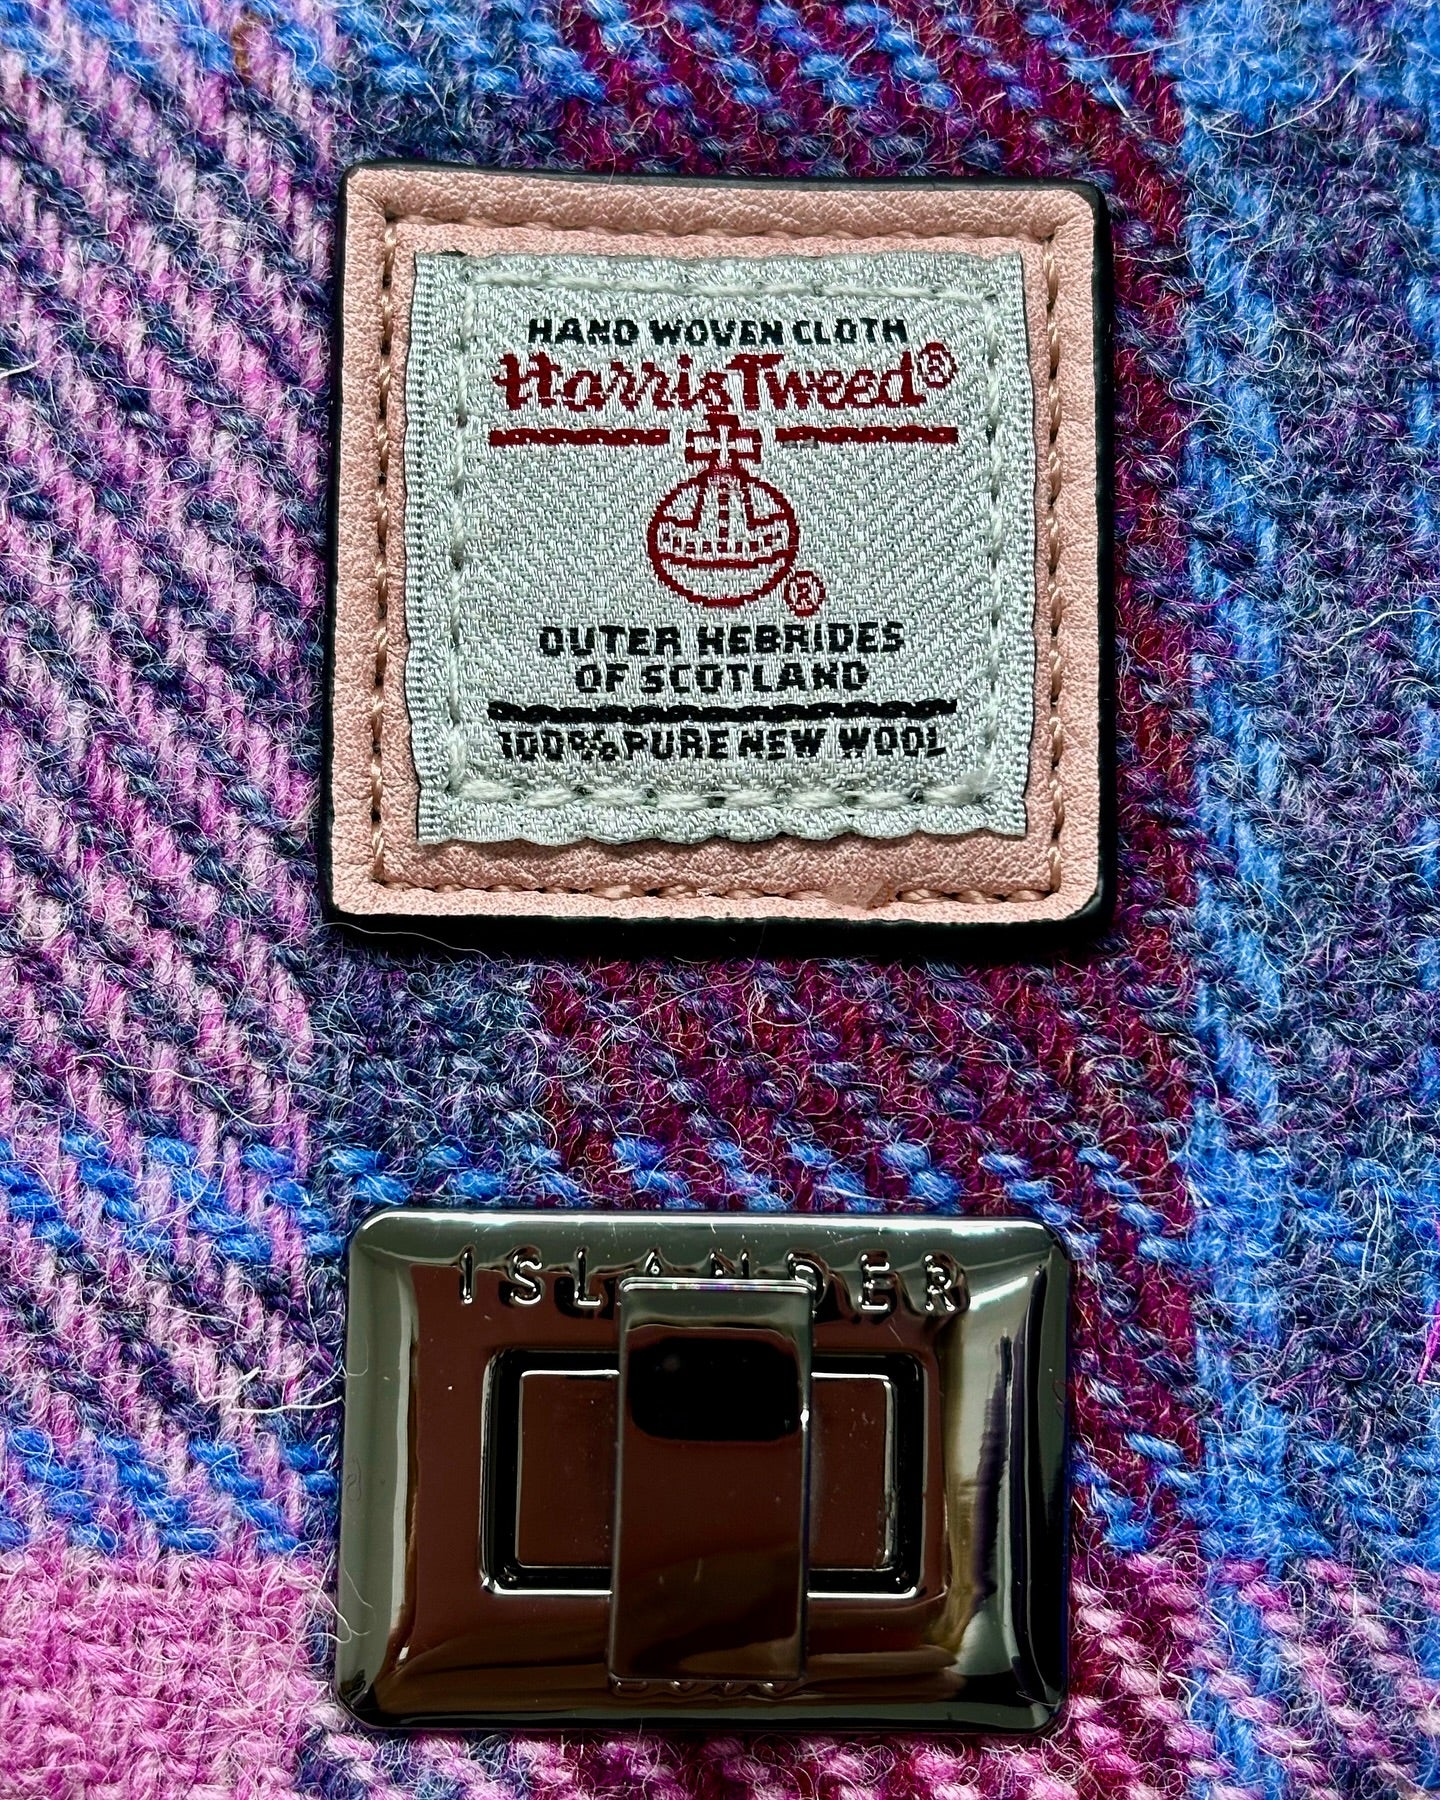 HAND WOVEN CLOTH
Harris Tweed®
®
OUTER HEBRIDES
OF SCOTLAND
100% PURE NEW WOOL
ISLANDER